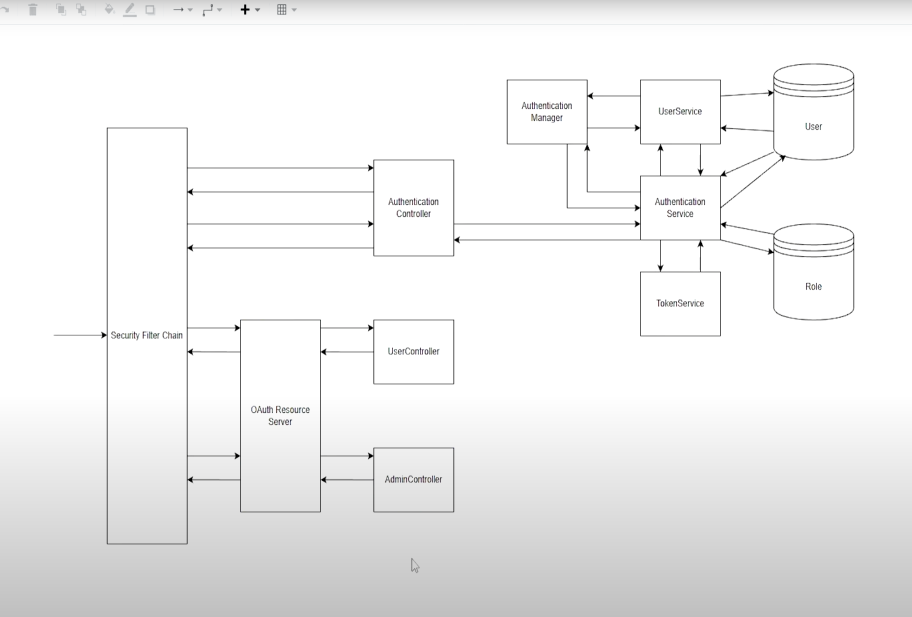 Authentication
Manager
UserService
User
Authentication
Controller
Authentication
Service
Role
TokenService
Security Filter Chain
UserController
OAuth Resource
Server
AdminController